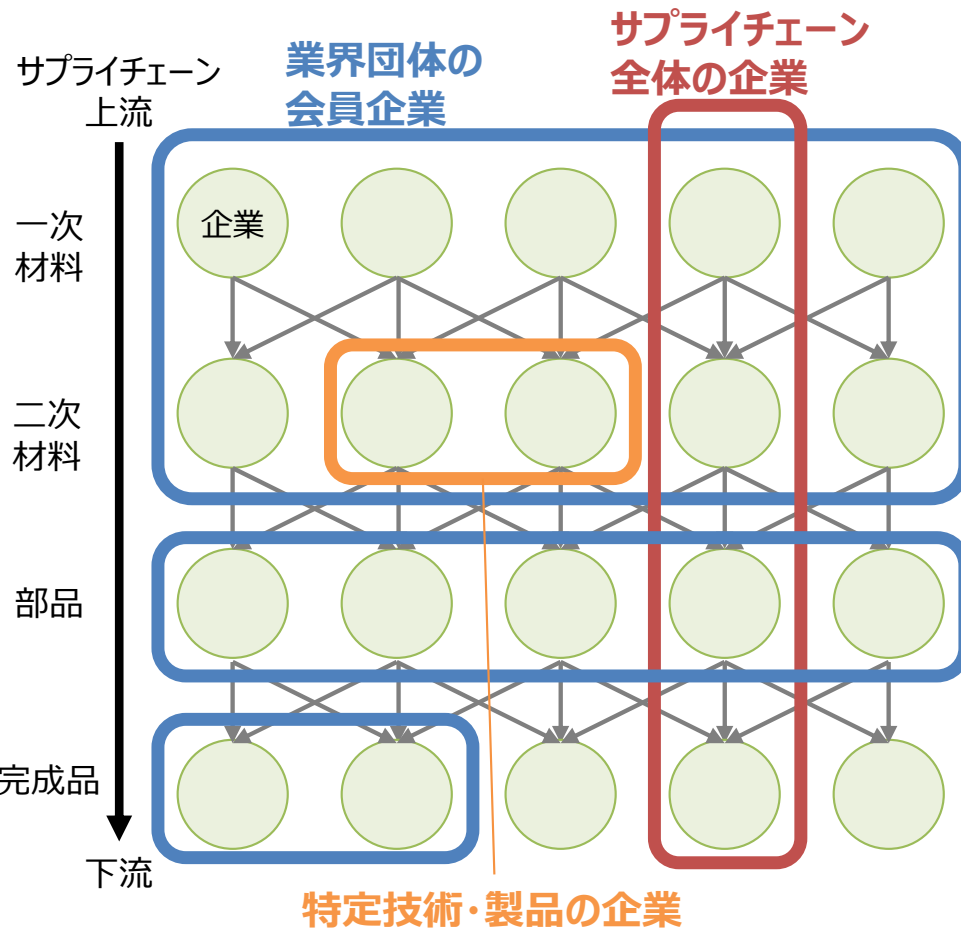 サプライチェーン
全体の企業
業界団体の
会員企業
サプライチェーン
上流
一次
材料
企業
二次
材料
部品
完成品
下流
特定技術・製品の企業